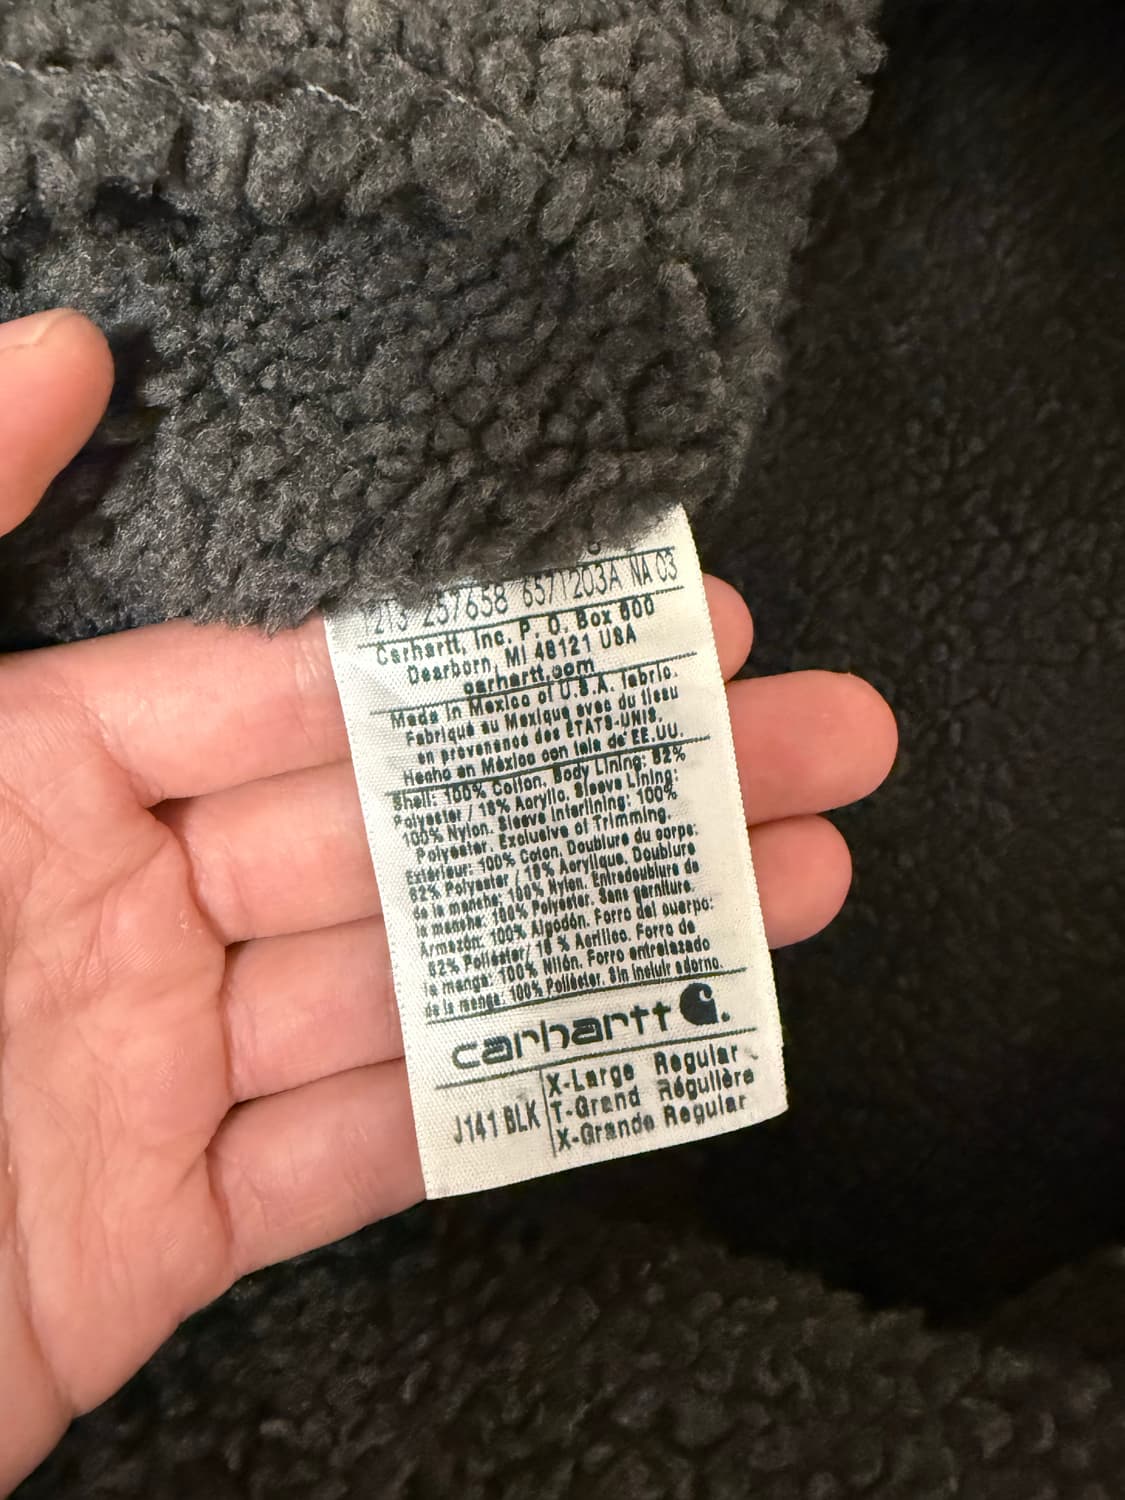 1213 257658 6571203A NA 03
Carhartt, Inc. P. O. Box 600
Dearborn, MI 48121 USA
carhartt.com
Made in Mexico of U.S.A. fabric.
Fabriqué au Mexique avec du tissu
en provenance des ÉTATS-UNIS.
Hecho en México con tela de EE.UU.
Shell: 100% Cotton. Body Lining: 82%
Polyester / 18% Acrylic. Sleeve Lining:
100% Nylon. Sleeve Interlining: 100%
Polyester. Exclusive of Trimming.
Extérieur: 100% Coton. Doublure du corps:
82% Polyester / 18% Acrylique. Doublure
de la manche: 100% Nylon. Entredoublure de
la manche: 100% Polyester. Sans garniture.
Armazón: 100% Algodón. Forro del cuerpo:
82% Poliéster/ 18 % Acrílico. Forro de
la manga: 100% Nilón. Forro entrelazado
de la manga: 100% Poliéster. Sin incluir adorno.
carhartt
J141 BLK
X-Large Regular
T-Grand Régulière
X-Grande Regular